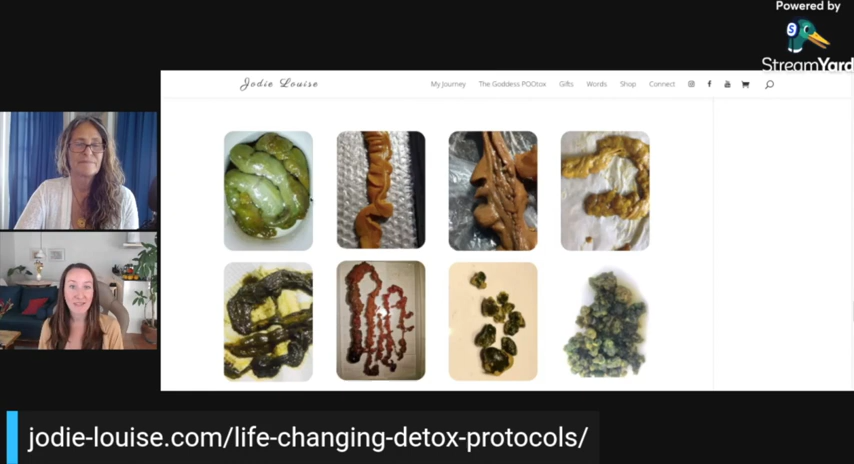 Powered by
StreamYard
Jodie Louise
My Journey The Goddess POOtox Gifts Words Shop Connect
jodie-louise.com/life-changing-detox-protocols/